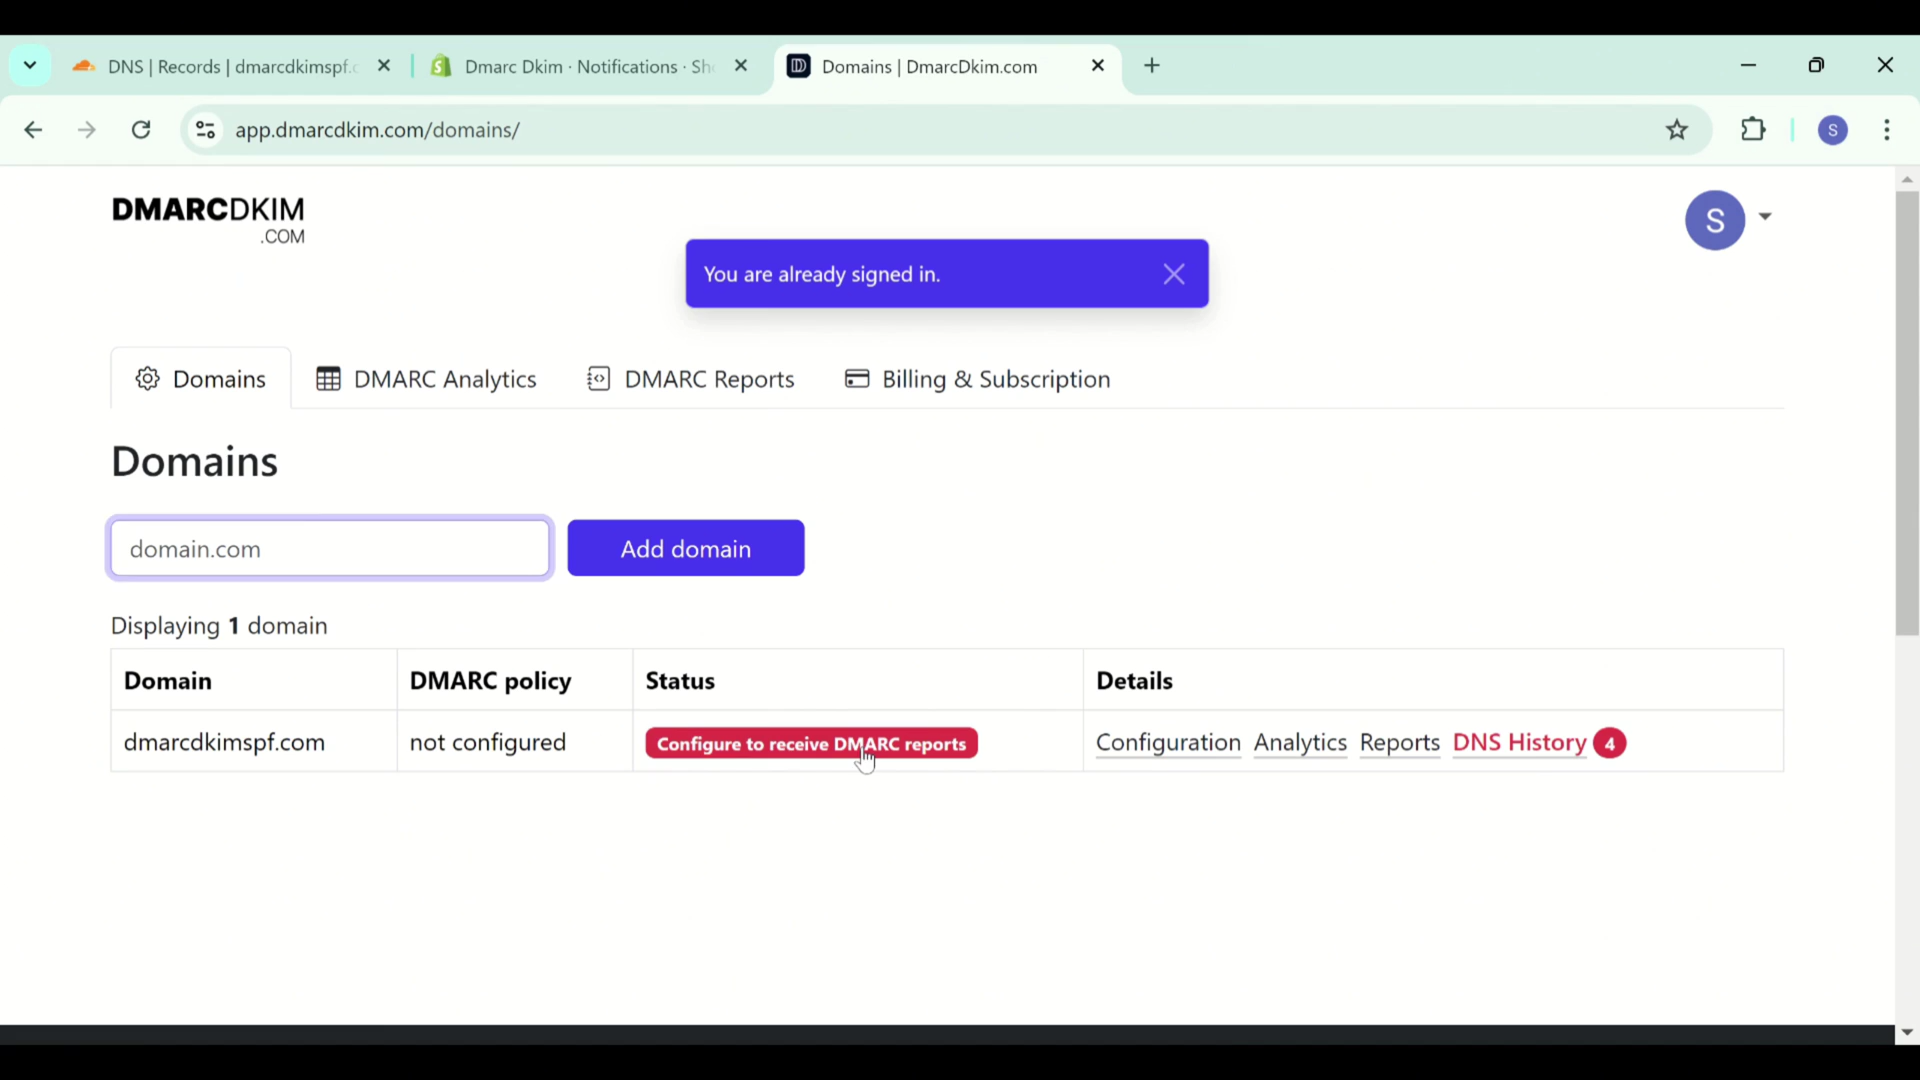 DNS | Records | dmarcdkimspf.c
Dmarc Dkim · Notifications · Sh
Domains | DmarcDkim.com
app.dmarcdkim.com/domains/
S
DMARCDKIM
.COM
S
You are already signed in.
Domains
DMARC Analytics
DMARC Reports
Billing & Subscription
Domains
domain.com
Add domain
Displaying 1 domain
Domain DMARC policy Status Details
dmarcdkimspf.com not configured Configure to receive DMARC reports Configuration Analytics Reports DNS History 4